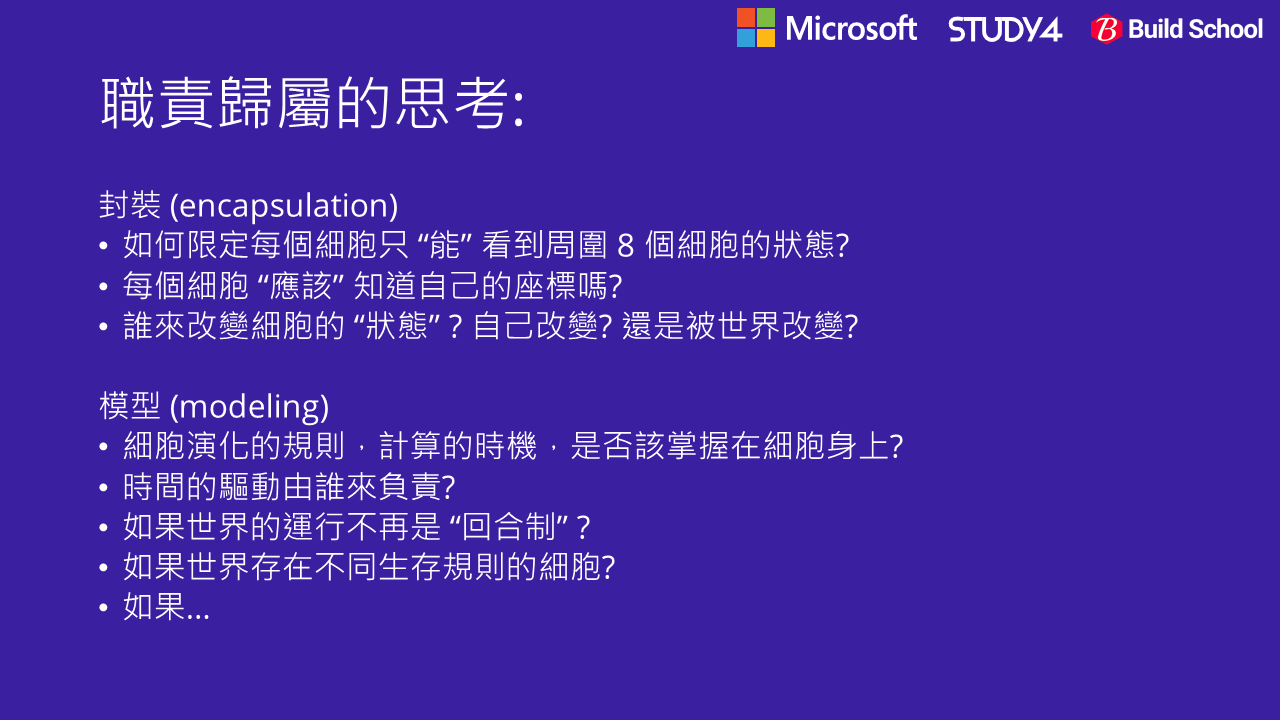 Microsoft STUDY4 Build School
職責歸屬的思考:
封裝 (encapsulation)
• 如何限定每個細胞只 “能” 看到周圍 8 個細胞的狀態?
• 每個細胞 “應該” 知道自己的座標嗎?
• 誰來改變細胞的 “狀態” ? 自己改變? 還是被世界改變?
模型 (modeling)
• 細胞演化的規則，計算的時機，是否該掌握在細胞身上?
• 時間的驅動由誰來負責?
• 如果世界的運行不再是 “回合制” ?
• 如果世界存在不同生存規則的細胞?
• 如果...